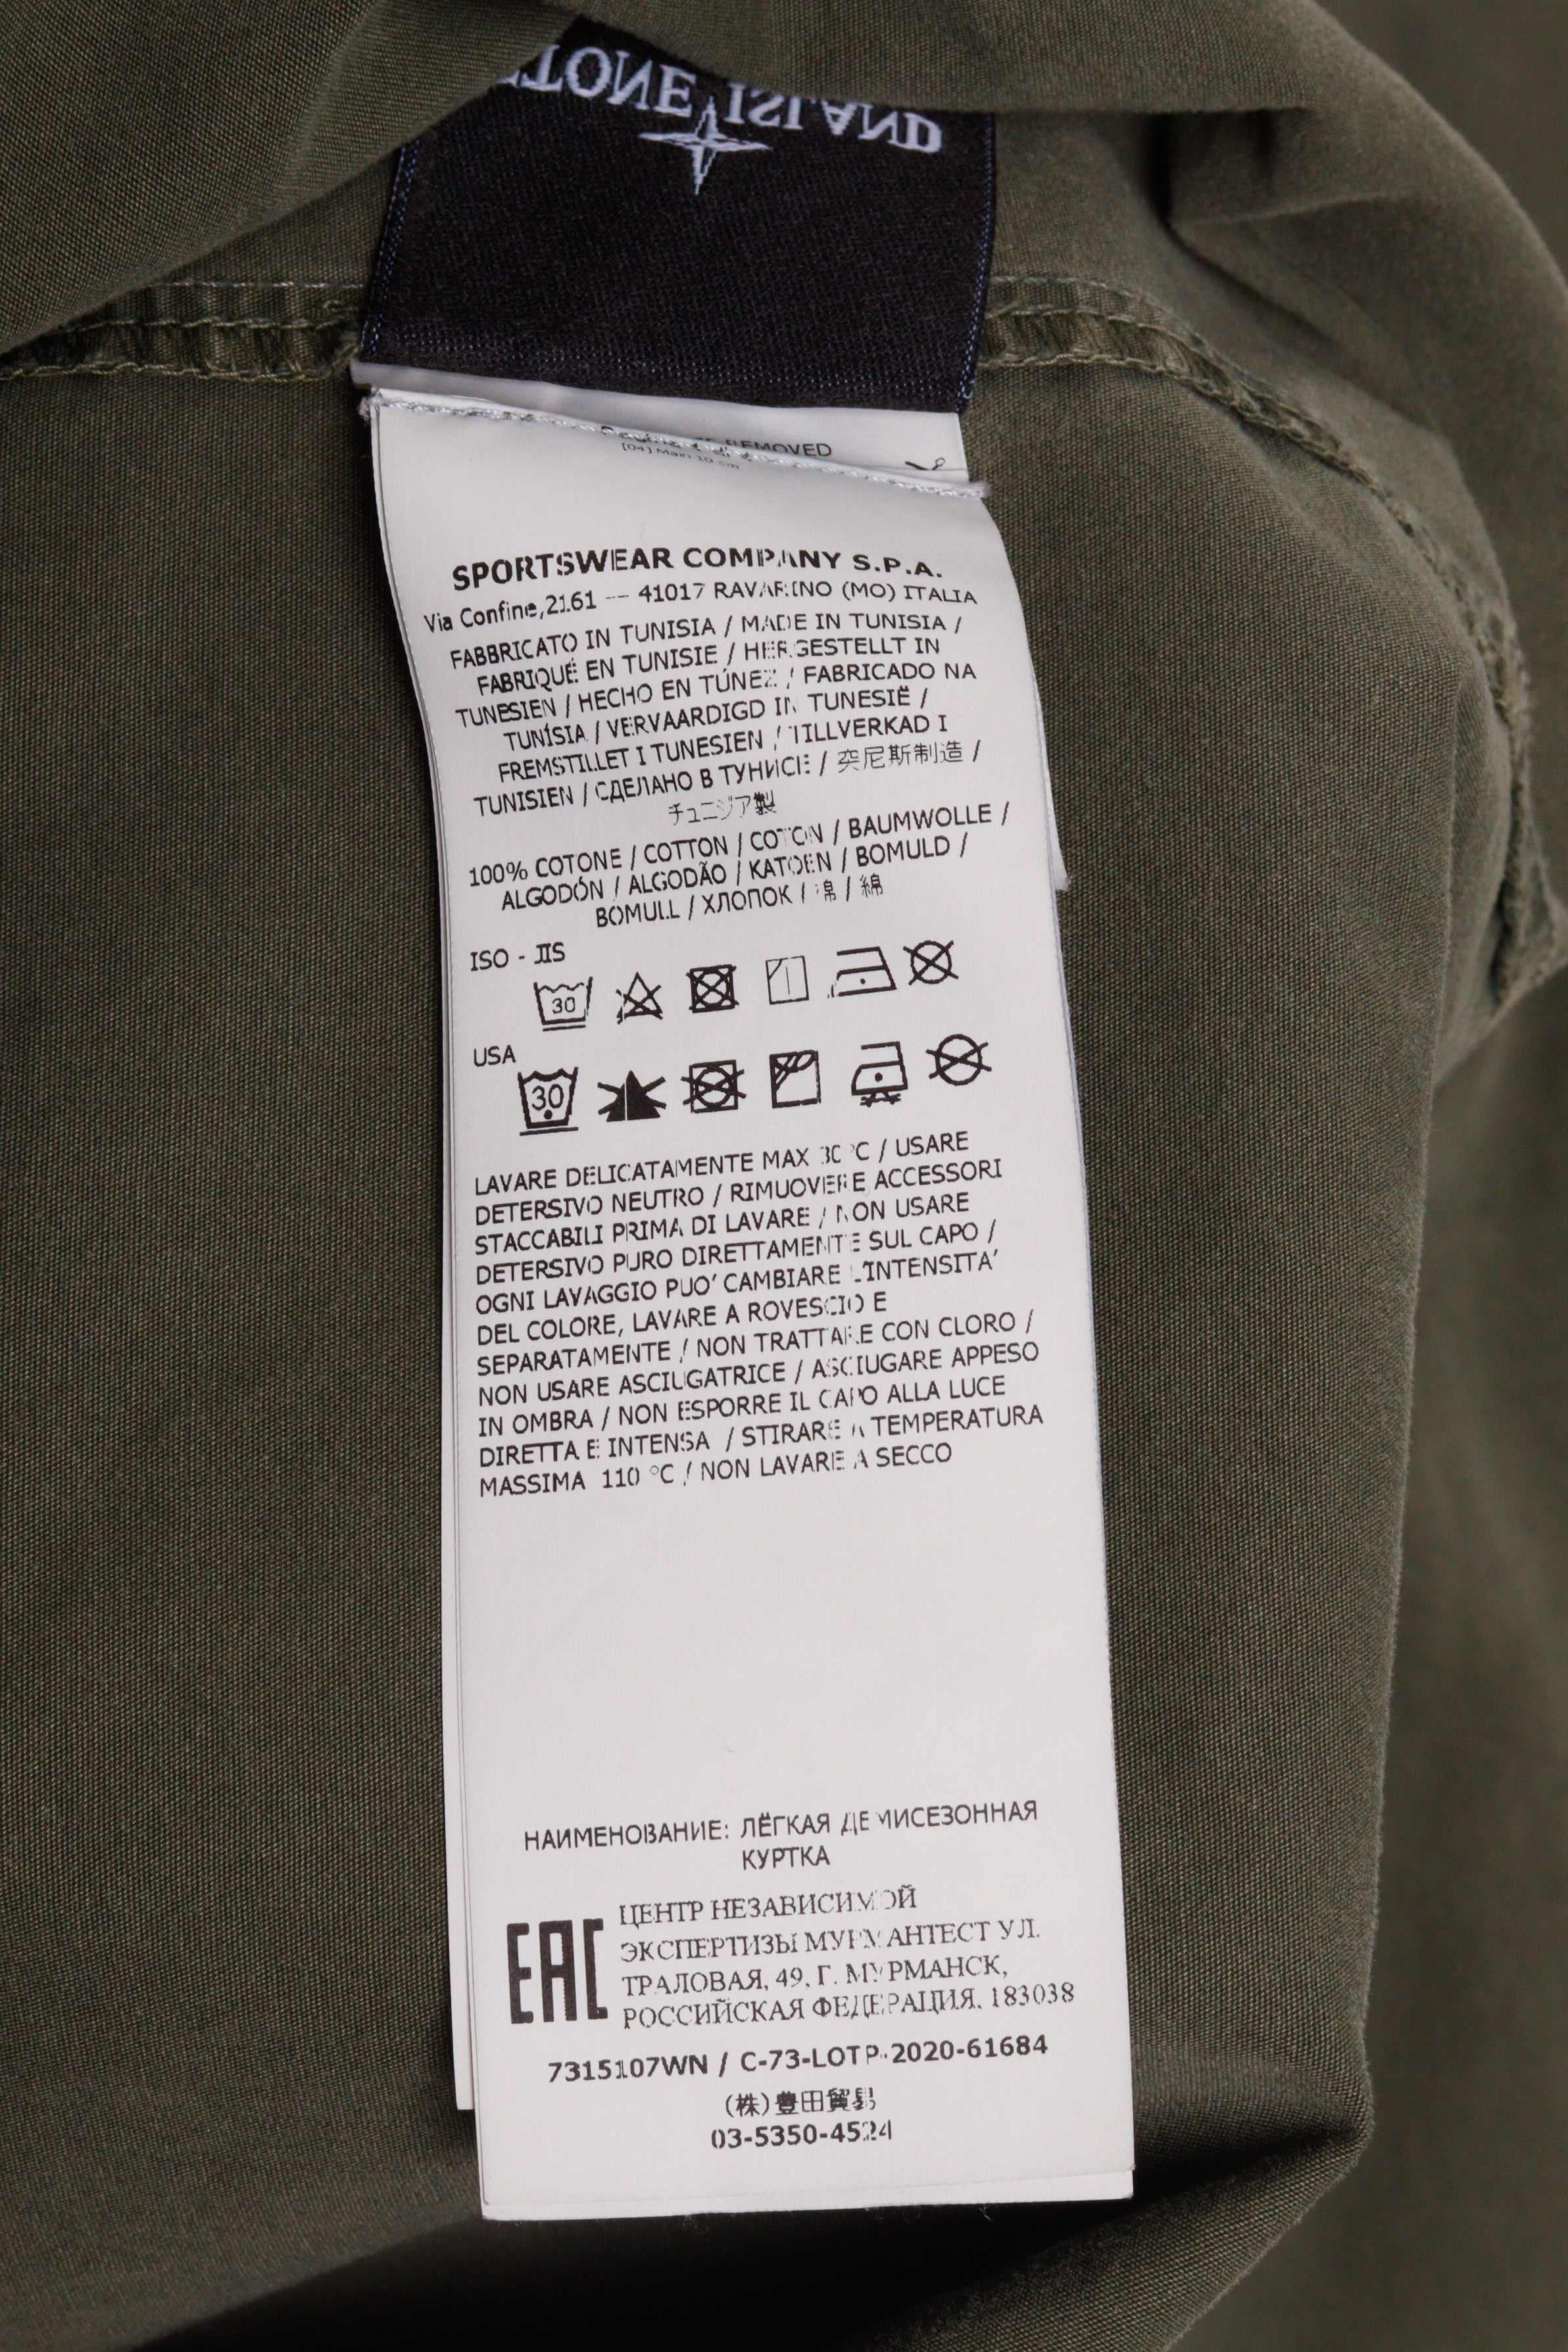 STONE ISLAND
REMOVED
[04] Main 10 cm
SPORTSWEAR COMPANY S.P.A.
Via Confine,2161 -- 41017 RAVARINO (MO) ITALIA
FABBRICATO IN TUNISIA / MADE IN TUNISIA /
FABRIQUÉ EN TUNISIE / HERGESTELLT IN
TUNESIEN / HECHO EN TÚNEZ / FABRICADO NA
TUNÍSIA / VERVAARDIGD IN TUNESIË /
FREMSTILLET I TUNESIEN / TILLVERKAD I
TUNISIEN / СДЕЛАНО В ТУНИСЕ / 突尼斯制造 /
チュニジア製
100% COTONE / COTTON / COTON / BAUMWOLLE /
ALGODÓN / ALGODÃO / KATOEN / BOMULD /
BOMULL / ХЛОПОК / 棉 / 綿
ISO - JIS
30
USA
30
LAVARE DELICATAMENTE MAX 30 °C / USARE
DETERSIVO NEUTRO / RIMUOVERE ACCESSORI
STACCABILI PRIMA DI LAVARE / NON USARE
DETERSIVO PURO DIRETTAMENTE SUL CAPO /
OGNI LAVAGGIO PUO' CAMBIARE L'INTENSITA'
DEL COLORE, LAVARE A ROVESCIO E
SEPARATAMENTE / NON TRATTARE CON CLORO /
NON USARE ASCIUGATRICE / ASCIUGARE APPESO
IN OMBRA / NON ESPORRE IL CAPO ALLA LUCE
DIRETTA E INTENSA / STIRARE A TEMPERATURA
MASSIMA 110 °C / NON LAVARE A SECCO
НАИМЕНОВАНИЕ: ЛЁГКАЯ ДЕМИСЕЗОННАЯ
КУРТКА
EAC
ЦЕНТР НЕЗАВИСИМОЙ
ЭКСПЕРТИЗЫ МУРМАНТЕСТ УЛ.
ТРАЛОВАЯ, 49, Г. МУРМАНСК,
РОССИЙСКАЯ ФЕДЕРАЦИЯ, 183038
7315107WN / C-73-LOTP-2020-61684
(株)豊田貿易
03-5350-4524